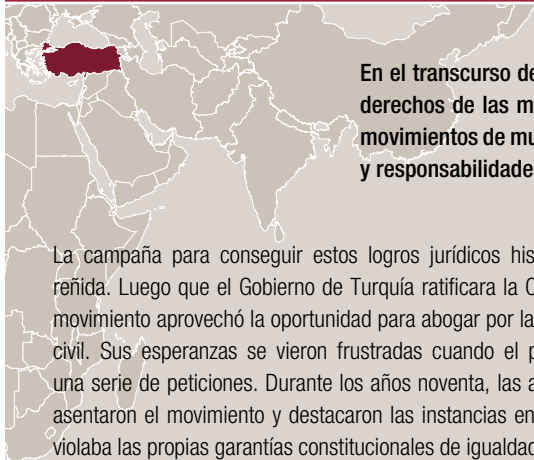 En el transcurso de
derechos de las m
movimientos de mu
y responsabilidade
La campaña para conseguir estos logros jurídicos his
reñida. Luego que el Gobierno de Turquía ratificara la C
movimiento aprovechó la oportunidad para abogar por la
civil. Sus esperanzas se vieron frustradas cuando el p
una serie de peticiones. Durante los años noventa, las a
asentaron el movimiento y destacaron las instancias en
violaba las propias garantías constitucionales de igualdad